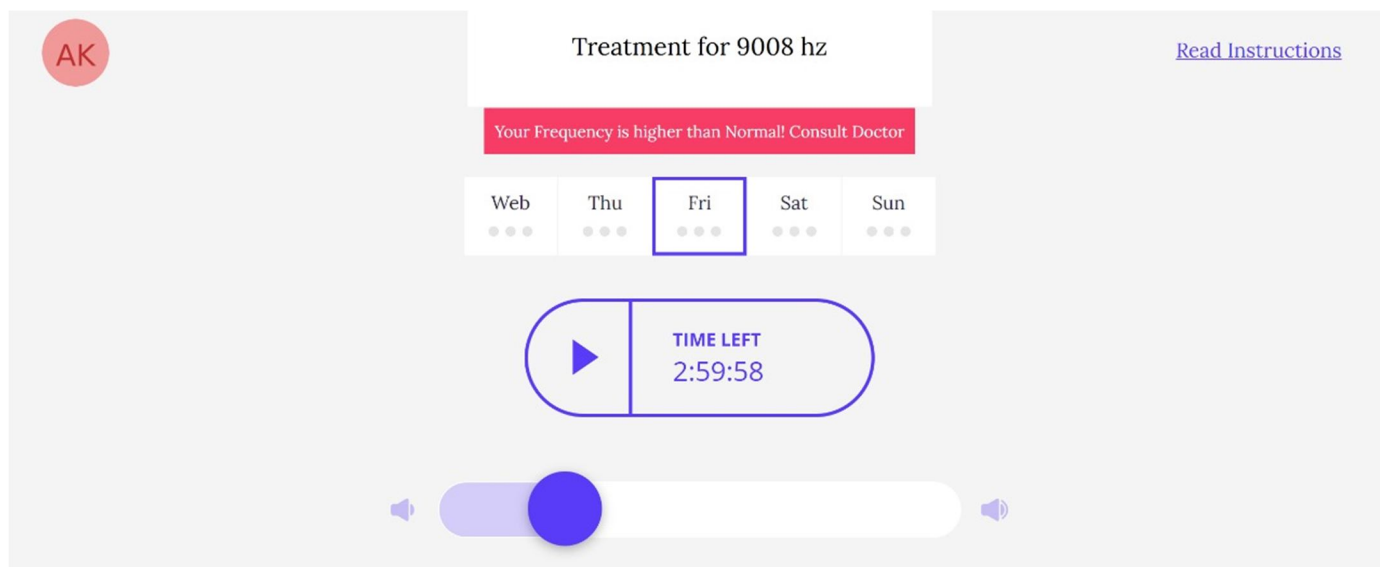 AK
Treatment for 9008 hz
Read Instructions
Your Frequency is higher than Normal! Consult Doctor
Web Thu Fri Sat Sun
TIME LEFT
2:59:58